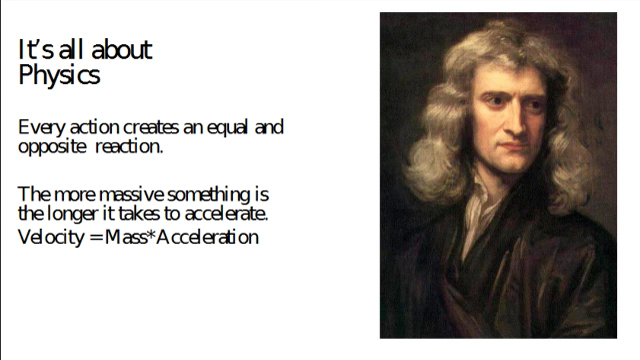 It's all about
Physics
Every action creates an equal and
opposite reaction.
The more massive something is
the longer it takes to accelerate.
Velocity = Mass*Acceleration